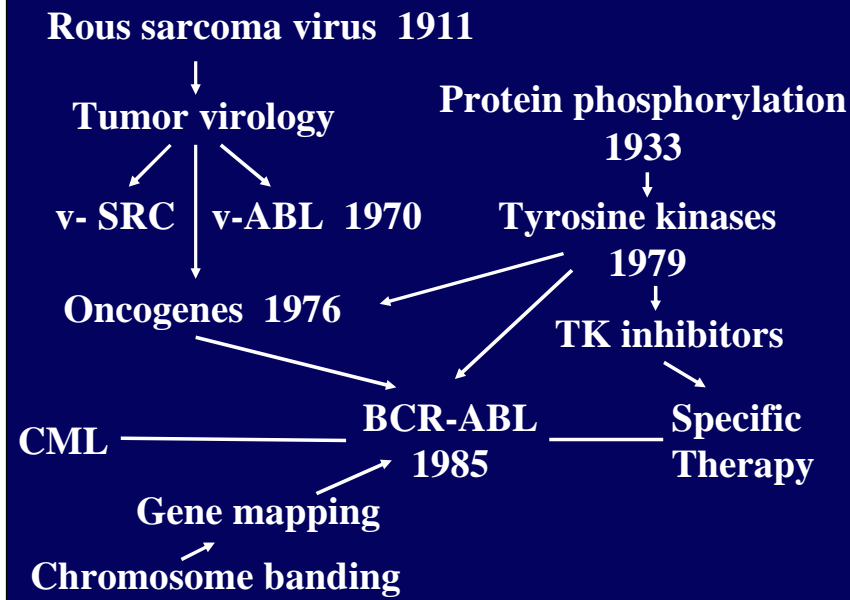 Rous sarcoma virus 1911
Tumor virology
Protein phosphorylation
1933
v- SRC
v-ABL 1970
Tyrosine kinases
1979
Oncogenes 1976
TK inhibitors
CML
BCR-ABL
1985
Specific
Therapy
Gene mapping
Chromosome banding